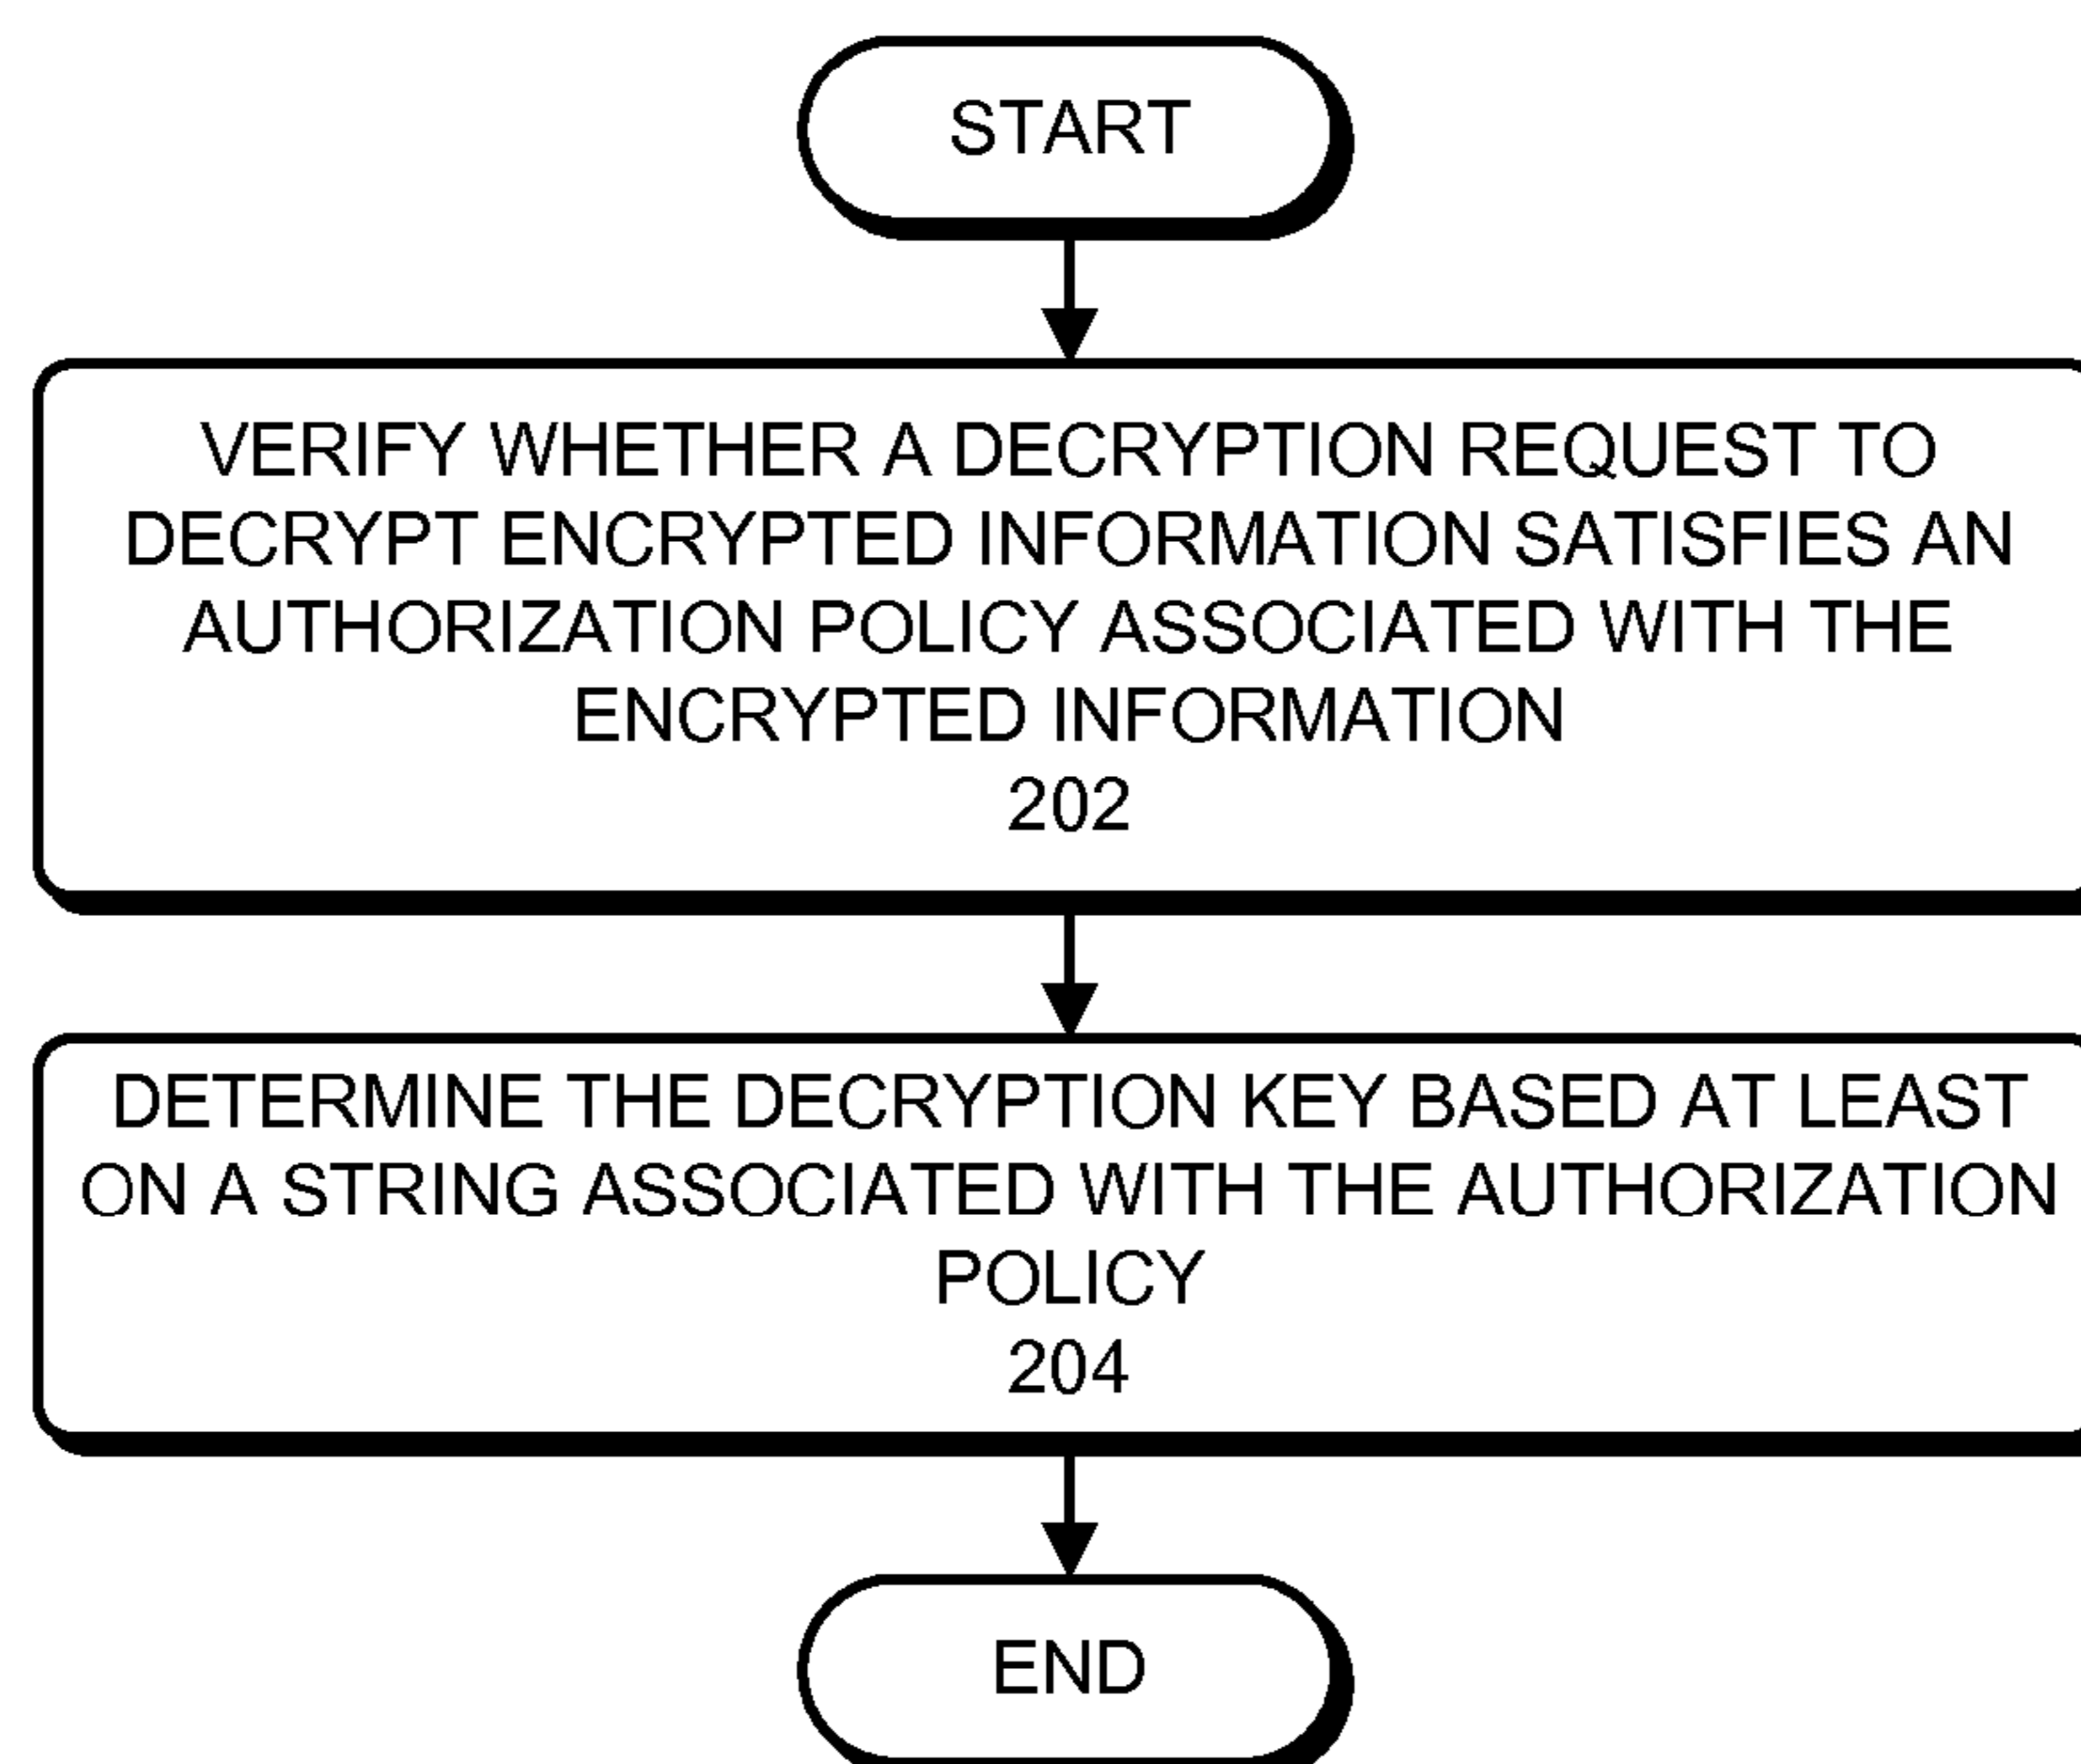 START
VERIFY WHETHER A DECRYPTION REQUEST TO
DECRYPT ENCRYPTED INFORMATION SATISFIES AN
AUTHORIZATION POLICY ASSOCIATED WITH THE
ENCRYPTED INFORMATION
202
DETERMINE THE DECRYPTION KEY BASED AT LEAST
ON A STRING ASSOCIATED WITH THE AUTHORIZATION
POLICY
204
END